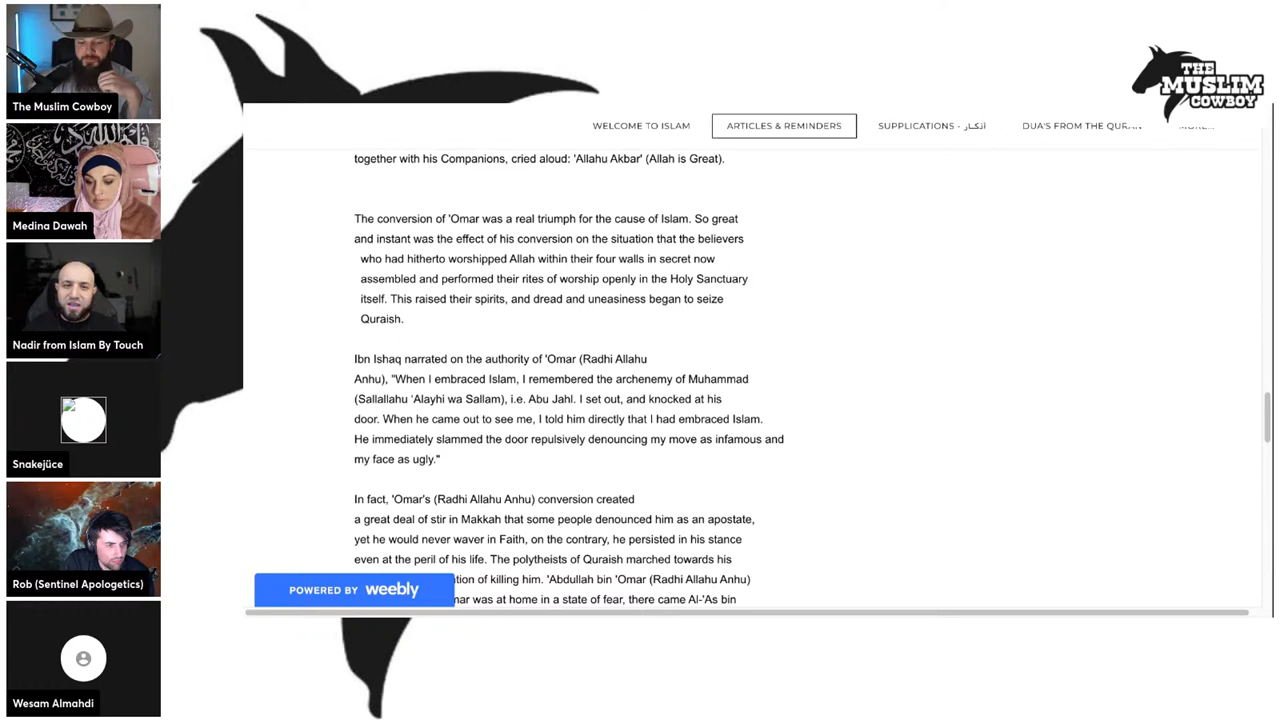 The Muslim Cowboy
Medina Dawah
Nadir from Islam By Touch
Snakejüce
Rob (Sentinel Apologetics)
Wesam Almahdi
THE
MUSLIM
COWBOY
WELCOME TO ISLAM
ARTICLES & REMINDERS
SUPPLICATIONS - اذكار
DUA'S FROM THE QURAN
MORE...
together with his Companions, cried aloud: 'Allahu Akbar' (Allah is Great).
The conversion of 'Omar was a real triumph for the cause of Islam. So great
and instant was the effect of his conversion on the situation that the believers
who had hitherto worshipped Allah within their four walls in secret now
assembled and performed their rites of worship openly in the Holy Sanctuary
itself. This raised their spirits, and dread and uneasiness began to seize
Quraish.
Ibn Ishaq narrated on the authority of 'Omar (Radhi Allahu
Anhu), "When I embraced Islam, I remembered the archenemy of Muhammad
(Sallallahu ‘Alayhi wa Sallam), i.e. Abu Jahl. I set out, and knocked at his
door. When he came out to see me, I told him directly that I had embraced Islam.
He immediately slammed the door repulsively denouncing my move as infamous and
my face as ugly."
In fact, 'Omar's (Radhi Allahu Anhu) conversion created
a great deal of stir in Makkah that some people denounced him as an apostate,
yet he would never waver in Faith, on the contrary, he persisted in his stance
even at the peril of his life. The polytheists of Quraish marched towards his
tion of killing him. 'Abdullah bin 'Omar (Radhi Allahu Anhu)
mar was at home in a state of fear, there came Al-'As bin
POWERED BY weebly